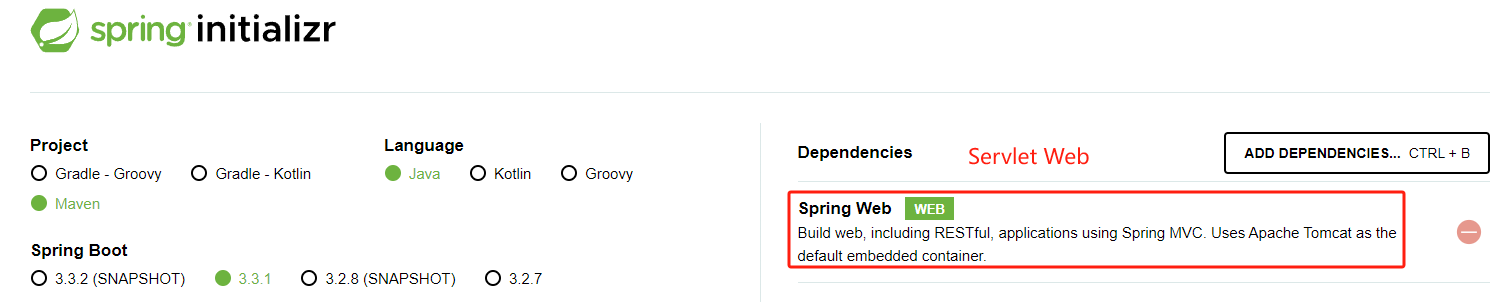 spring initializr
Project
Gradle - Groovy
Gradle - Kotlin
Maven
Language
Java
Kotlin
Groovy
Spring Boot
3.3.2 (SNAPSHOT)
3.3.1
3.2.8 (SNAPSHOT)
3.2.7
Dependencies
Servlet Web
ADD DEPENDENCIES... CTRL + B
Spring Web WEB
Build web, including RESTful, applications using Spring MVC. Uses Apache Tomcat as the
default embedded container.